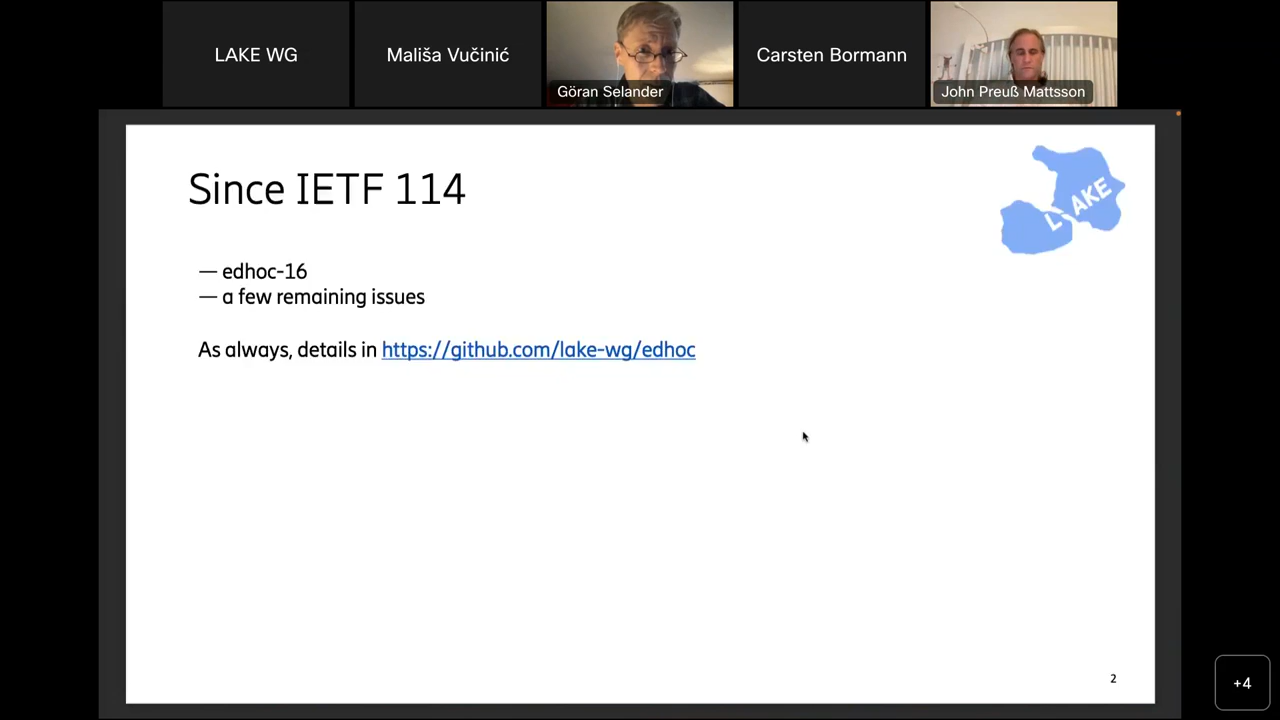 LAKE WG
Mališa Vučinić
Göran Selander
Carsten Bormann
John Preuß Mattsson
Since IETF 114
LAKE
— edhoc-16
— a few remaining issues
As always, details in https://github.com/lake-wg/edhoc
2
+4